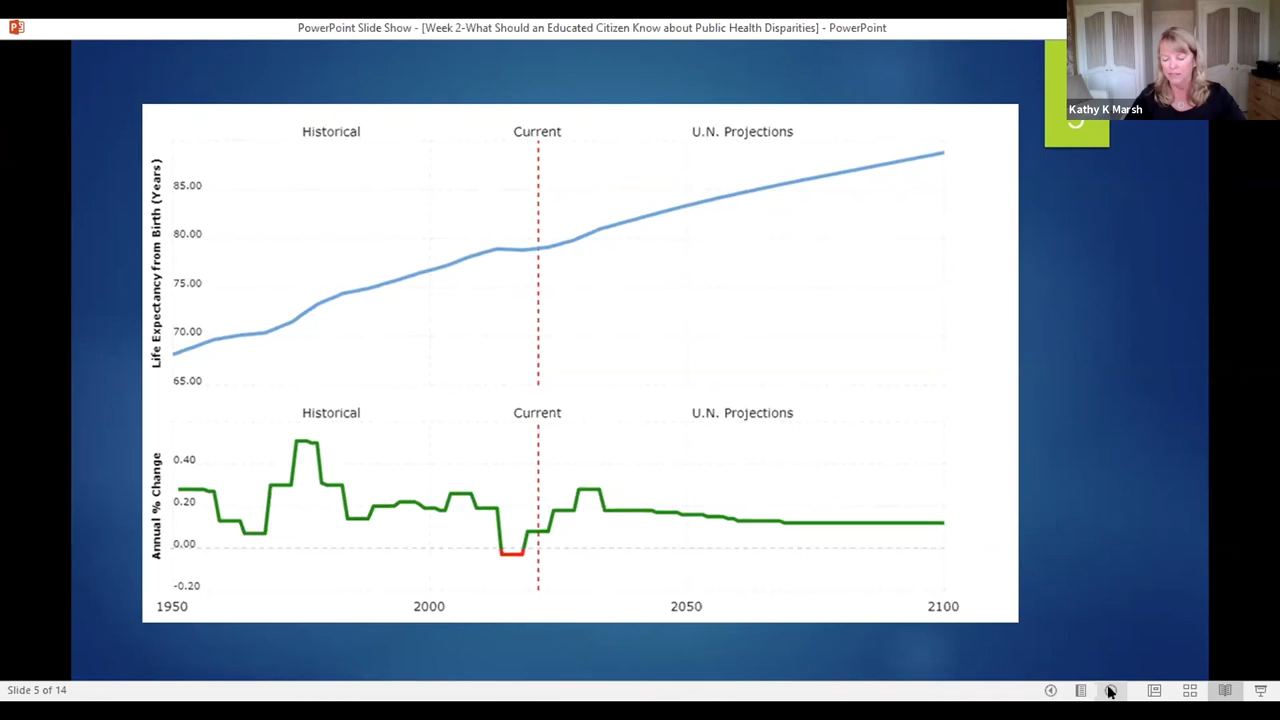 PowerPoint Slide Show - [Week 2-What Should an Educated Citizen Know about Public Health Disparities] - PowerPoint
Kathy K Marsh
Historical Current U.N. Projections
Life Expectancy from Birth (Years)
85.00
80.00
75.00
70.00
65.00
Historical Current U.N. Projections
Annual % Change
0.40
0.20
0.00
-0.20
1950 2000 2050 2100
Slide 5 of 14